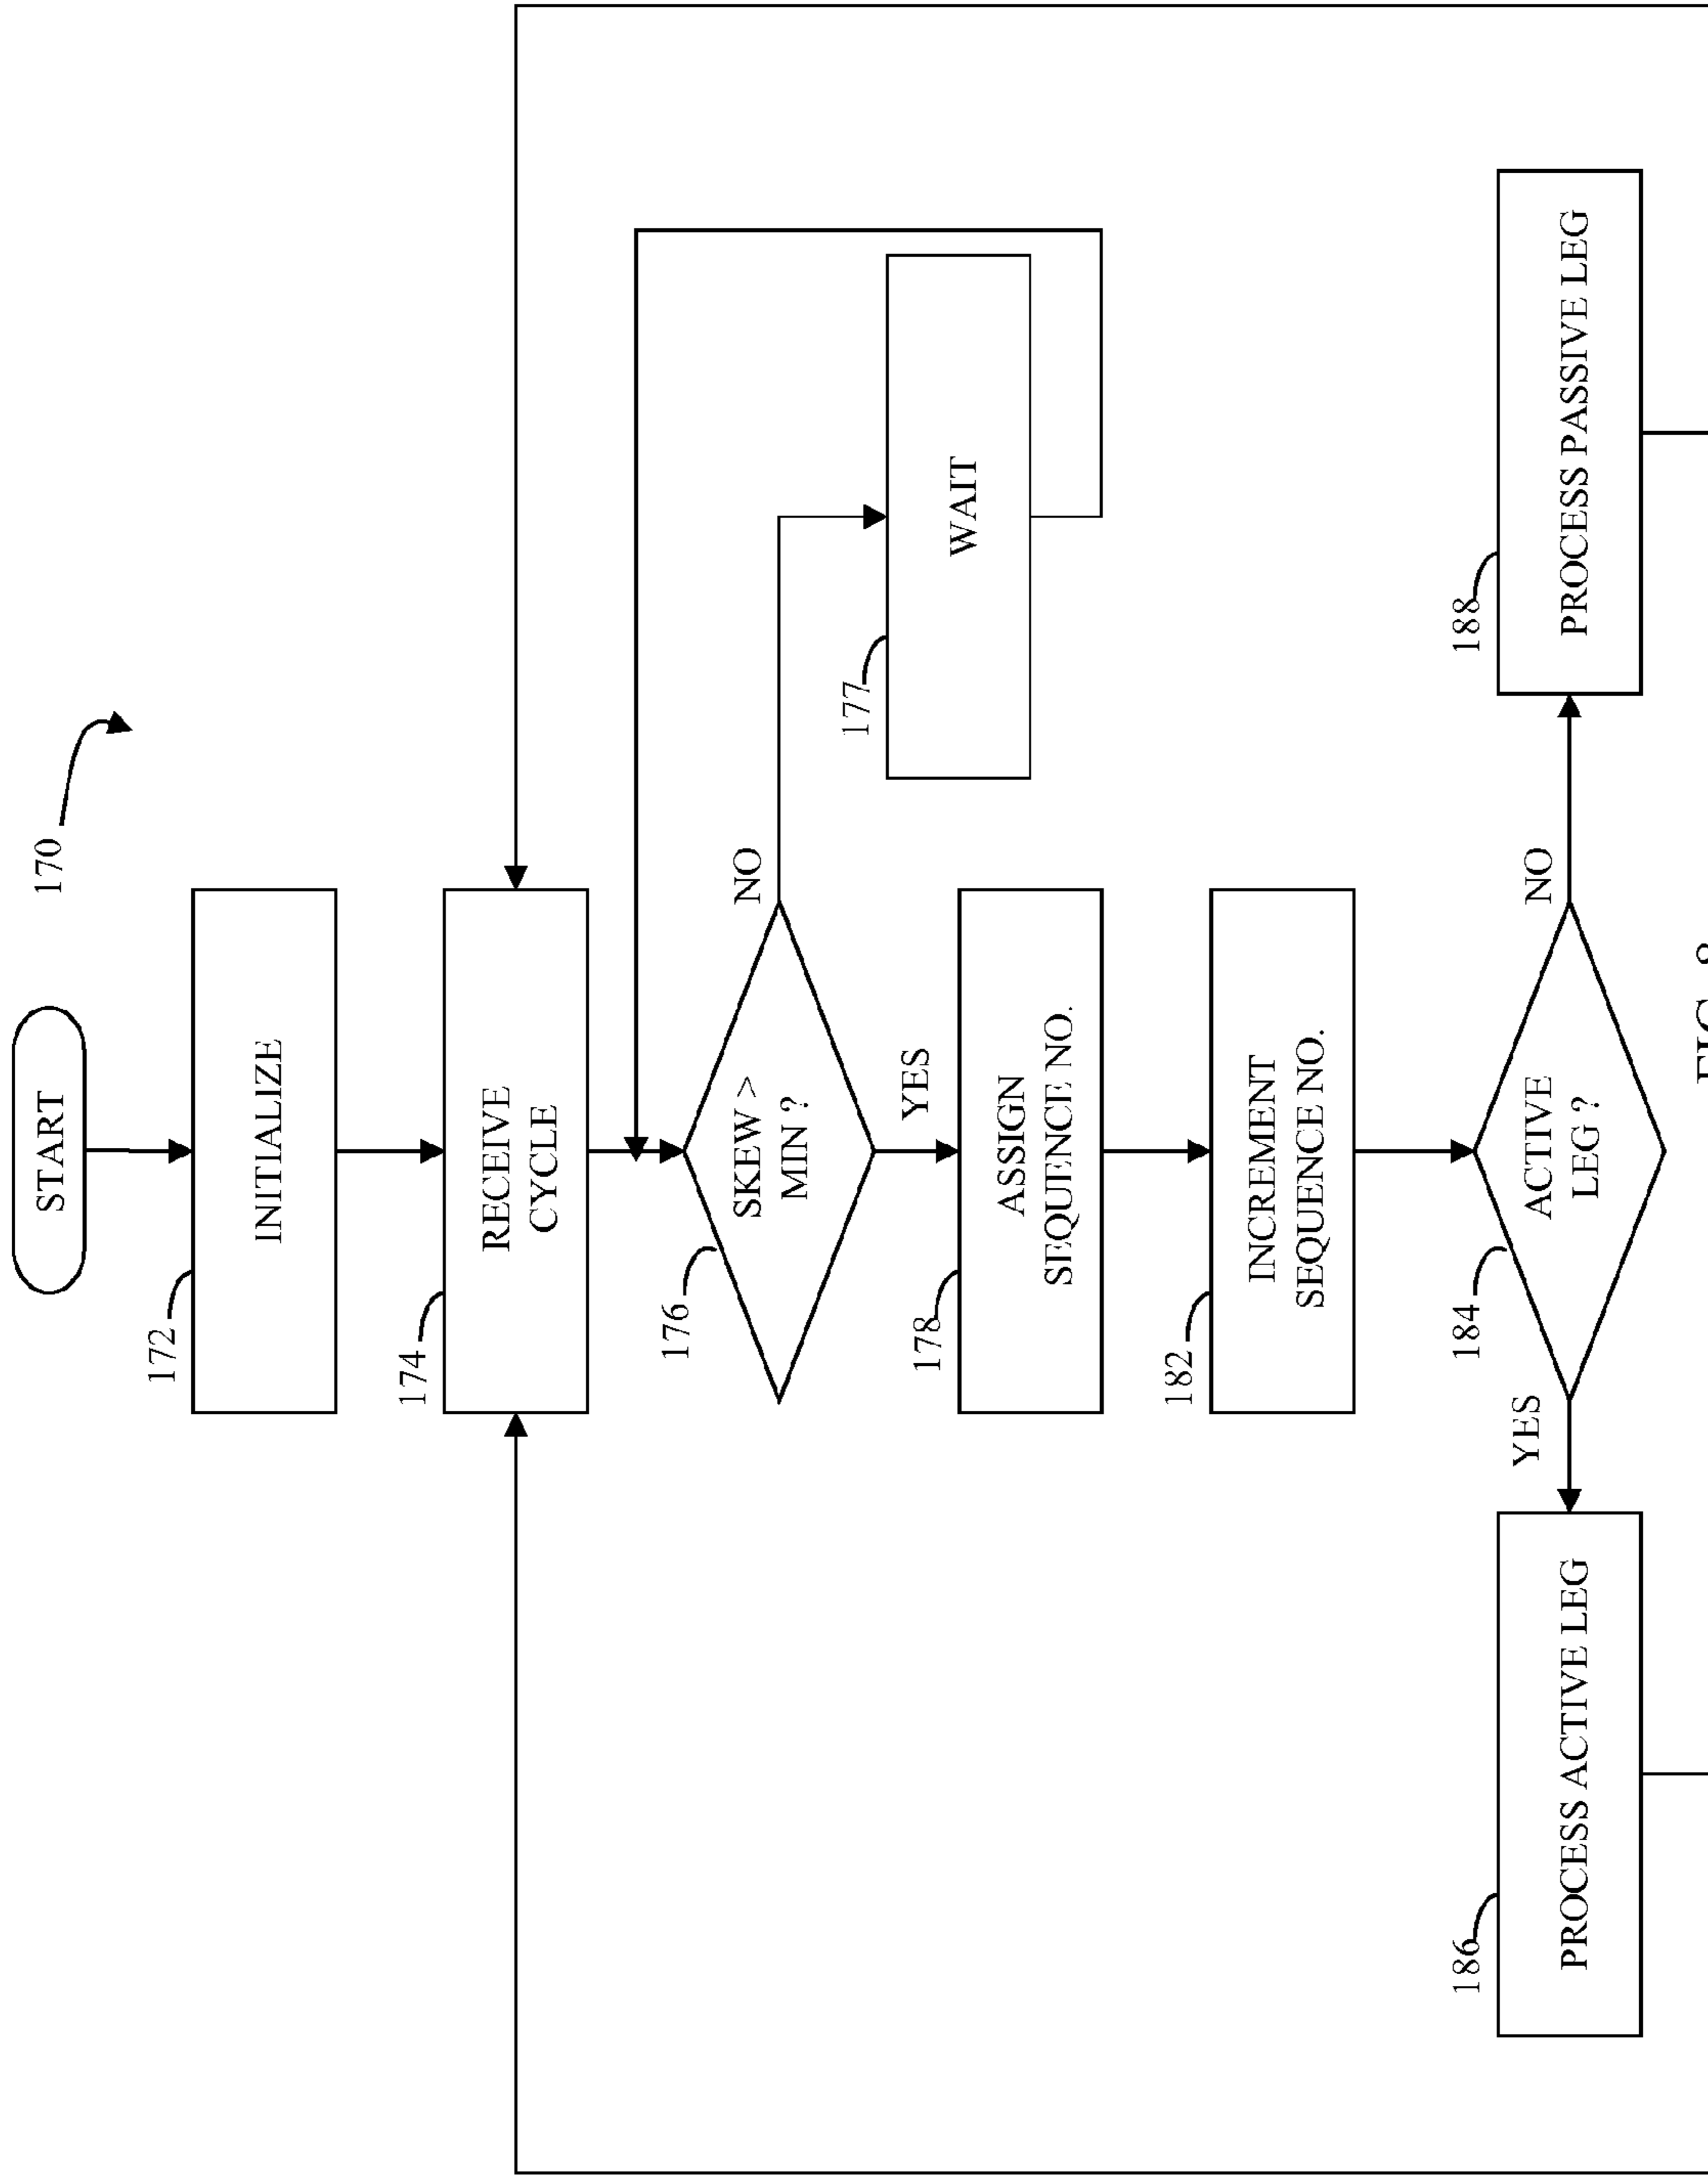 START
170
172
INITIALIZE
174
RECEIVE
CYCLE
176
SKEW >
MIN ?
NO
177
WAIT
YES
178
ASSIGN
SEQUENCE NO.
182
INCREMENT
SEQUENCE NO.
184
ACTIVE
LEG ?
YES
NO
186
PROCESS ACTIVE LEG
188
PROCESS PASSIVE LEG